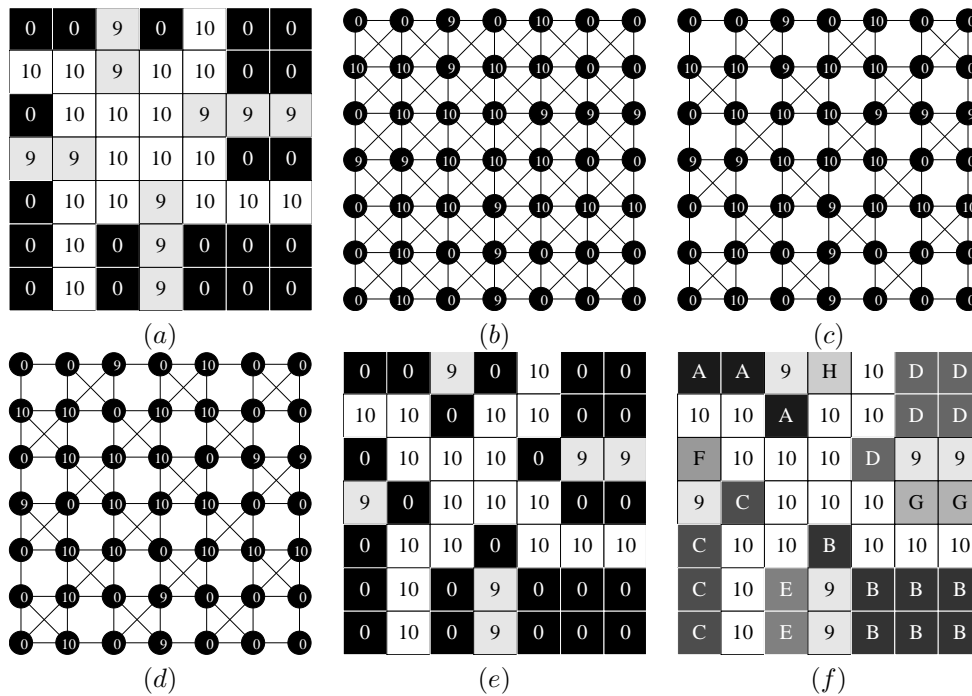 0 0 9 0 10 0 0
10 10 9 10 10 0 0
0 10 10 10 9 9 9
9 9 10 10 10 0 0
0 10 10 9 10 10 10
0 10 0 9 0 0 0
0 10 0 9 0 0 0
(a)
0 0 9 0 10 0 0
10 10 9 10 10 0 0
0 10 10 10 9 9 9
9 9 10 10 10 0 0
0 10 10 9 10 10 10
0 10 0 9 0 0 0
0 10 0 9 0 0 0
(b)
0 0 9 0 10 0 0
10 10 9 10 10 0 0
0 10 10 10 9 9 9
9 9 10 10 10 0 0
0 10 10 9 10 10 10
0 10 0 9 0 0 0
0 10 0 9 0 0 0
(c)
0 0 9 0 10 0 0
10 10 0 10 10 0 0
0 10 10 10 0 9 9
9 0 10 10 10 0 0
0 10 10 0 10 10 10
0 10 0 9 0 0 0
0 10 0 9 0 0 0
(d)
0 0 9 0 10 0 0
10 10 0 10 10 0 0
0 10 10 10 0 9 9
9 0 10 10 10 0 0
0 10 10 0 10 10 10
0 10 0 9 0 0 0
0 10 0 9 0 0 0
(e)
A A 9 H 10 D D
10 10 A 10 10 D D
F 10 10 10 D 9 9
9 C 10 10 10 G G
C 10 10 B 10 10 10
C 10 E 9 B B B
C 10 E 9 B B B
(f)